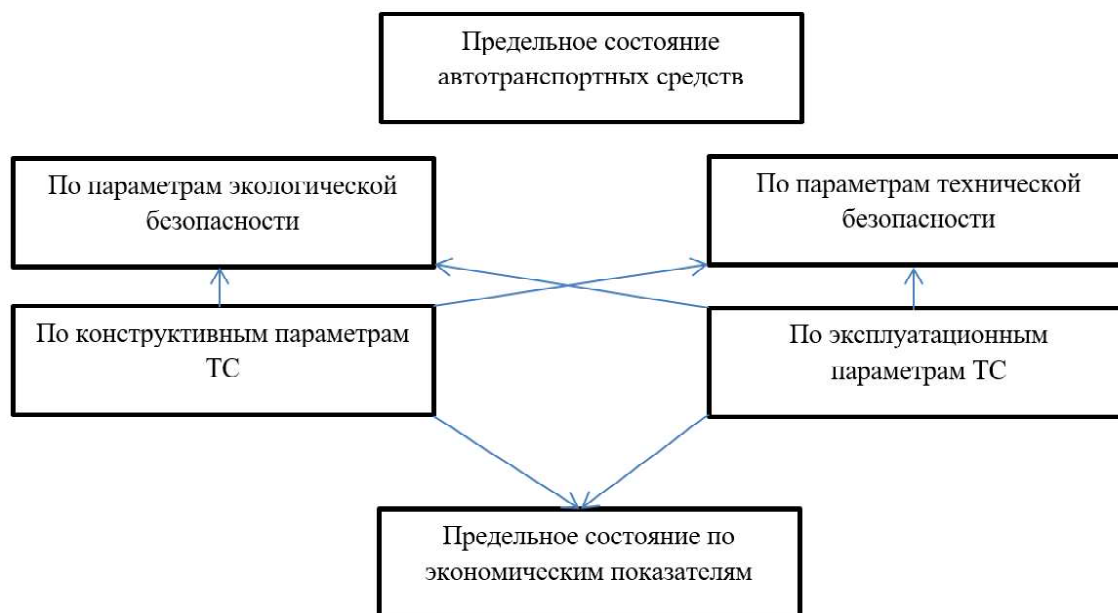 Предельное состояние
автотранспортных средств
По параметрам экологической
безопасности
По параметрам технической
безопасности
По конструктивным параметрам
ТС
По эксплуатационным
параметрам ТС
Предельное состояние по
экономическим показателям